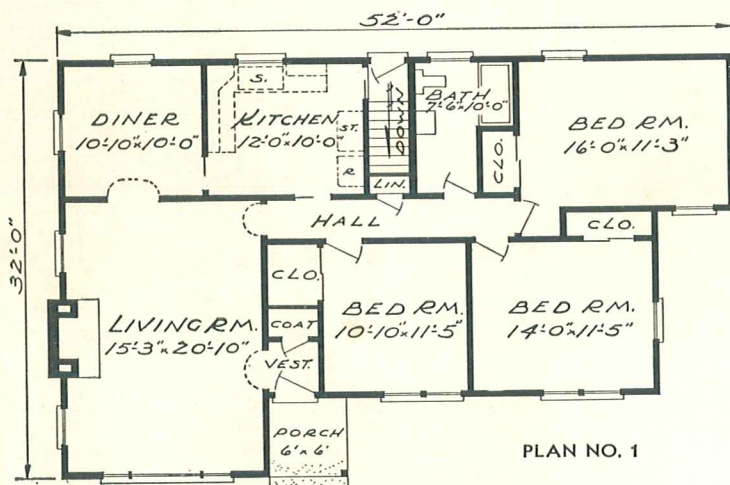 52'-0"
32'-0"
DINER
10'-10"x10'-0"
S.
KITCHEN
12'-0"x10'-0"
ST.
R
DOWN
LIN.
BATH
7'-6"x10'-0"
CLO.
BED RM.
16'-0"x11'-3"
HALL
CLO.
LIVING RM.
15'-3"x20'-10"
CLO.
COAT
VEST.
BED RM.
10'-10"x11'-5"
BED RM.
14'-0"x11'-5"
PORCH
6'x6'
PLAN NO. 1